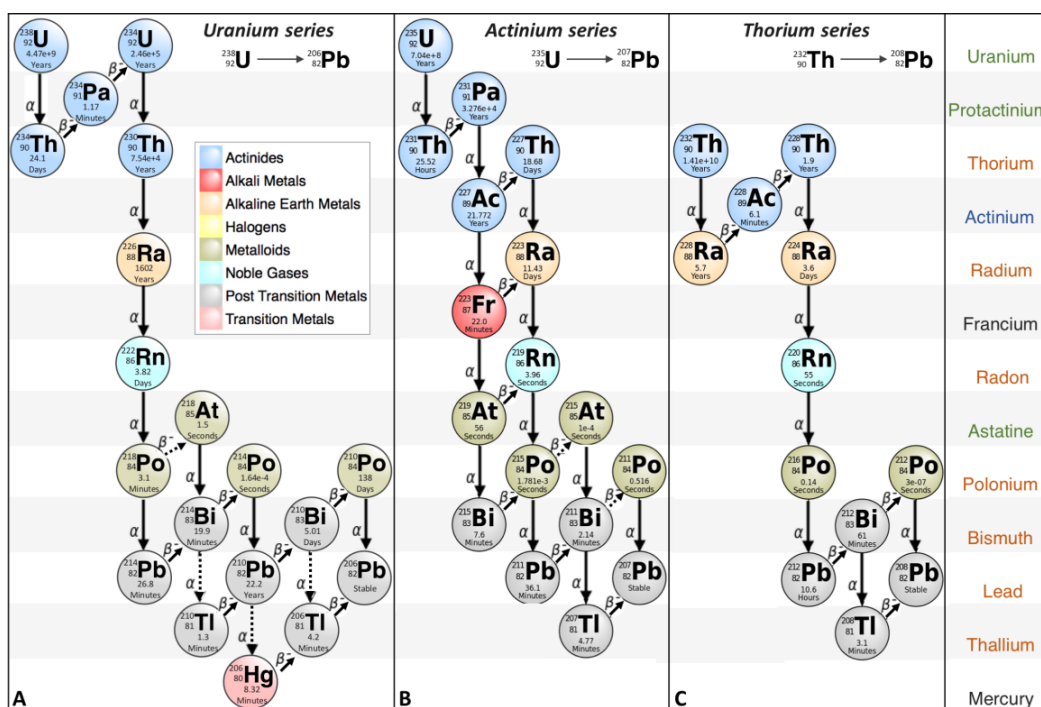 Uranium series
238 92 U → 206 82 Pb
238 92 U 4.47e+9 Years
α
234 90 Th 24.1 Days
β⁻
234 91 Pa 1.17 Minutes
β⁻
234 92 U 2.46e+5 Years
α
230 90 Th 7.54e+4 Years
α
226 88 Ra 1602 Years
α
222 86 Rn 3.82 Days
α
218 84 Po 3.1 Minutes
β⁻
218 85 At 1.5 Seconds
α
α
214 82 Pb 26.8 Minutes
β⁻
214 83 Bi 19.9 Minutes
β⁻
214 84 Po 1.64e-4 Seconds
α
α
210 81 Tl 1.3 Minutes
β⁻
210 82 Pb 22.2 Years
β⁻
210 83 Bi 5.01 Days
β⁻
210 84 Po 138 Days
α
α
α
206 80 Hg 8.32 Minutes
β⁻
206 81 Tl 4.2 Minutes
β⁻
206 82 Pb Stable
A
Actinides
Alkali Metals
Alkaline Earth Metals
Halogens
Metalloids
Noble Gases
Post Transition Metals
Transition Metals
Actinium series
235 92 U → 207 82 Pb
235 92 U 7.04e+8 Years
α
231 90 Th 25.52 Hours
β⁻
231 91 Pa 3.276e+4 Years
α
227 89 Ac 21.772 Years
β⁻
227 90 Th 18.68 Days
α
α
223 87 Fr 22.0 Minutes
β⁻
223 88 Ra 11.43 Days
α
α
219 85 At 56 Seconds
β⁻
219 86 Rn 3.96 Seconds
α
α
215 83 Bi 7.6 Minutes
β⁻
215 84 Po 1.781e-3 Seconds
β⁻
215 85 At 1e-4 Seconds
α
α
211 82 Pb 36.1 Minutes
β⁻
211 83 Bi 2.14 Minutes
β⁻
211 84 Po 0.516 Seconds
α
α
207 81 Tl 4.77 Minutes
β⁻
207 82 Pb Stable
B
Thorium series
232 90 Th → 208 82 Pb
232 90 Th 1.41e+10 Years
α
228 88 Ra 5.7 Years
β⁻
228 89 Ac 6.1 Minutes
β⁻
228 90 Th 1.9 Years
α
224 88 Ra 3.6 Days
α
220 86 Rn 55 Seconds
α
216 84 Po 0.14 Seconds
α
212 82 Pb 10.6 Hours
β⁻
212 83 Bi 61 Minutes
β⁻
212 84 Po 3e-07 Seconds
α
α
208 81 Tl 3.1 Minutes
β⁻
208 82 Pb Stable
C
Uranium
Protactinium
Thorium
Actinium
Radium
Francium
Radon
Astatine
Polonium
Bismuth
Lead
Thallium
Mercury